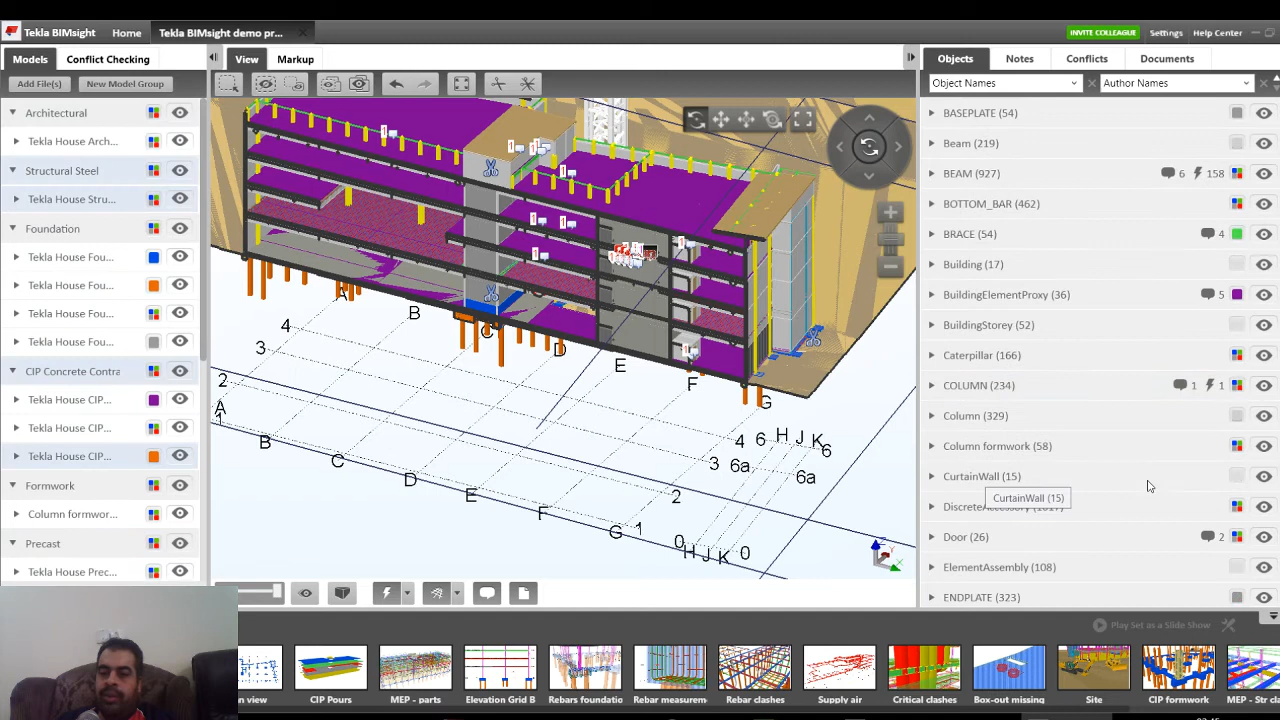 Tekla BIMsight
Home
Tekla BIMsight demo pr...
INVITE COLLEAGUE
Settings
Help Center
Models
Conflict Checking
View
Markup
Objects
Notes
Conflicts
Documents
Add File(s)
New Model Group
Object Names
Author Names
Architectural
Tekla House Arch...
Structural Steel
Tekla House Stru...
Foundation
Tekla House Fou...
Tekla House Fou...
Tekla House Fou...
Tekla House Fou...
CIP Concrete Contra
Tekla House CIP...
Tekla House CIP...
Tekla House CIP...
Formwork
Column formwor...
Precast
Tekla House Prec...
A
B
C
D
E
F
G
4
3
2
A
1
B
C
D
E
F
G
1
2
3
4
6
H
J
K
6
6a
6a
0
H
J
K
0
BASEPLATE (54)
Beam (219)
BEAM (927)
6
158
BOTTOM_BAR (462)
BRACE (54)
4
Building (17)
BuildingElementProxy (36)
5
BuildingStorey (52)
Caterpillar (166)
COLUMN (234)
1
1
Column (329)
Column formwork (58)
CurtainWall (15)
CurtainWall (15)
Door (26)
2
ElementAssembly (108)
ENDPLATE (323)
Play Set as a Slide Show
n view
CIP Pours
MEP - parts
Elevation Grid B
Rebars foundatio
Rebar measurem
Rebar clashes
Supply air
Critical clashes
Box-out missing
Site
CIP formwork
MEP - Str cl